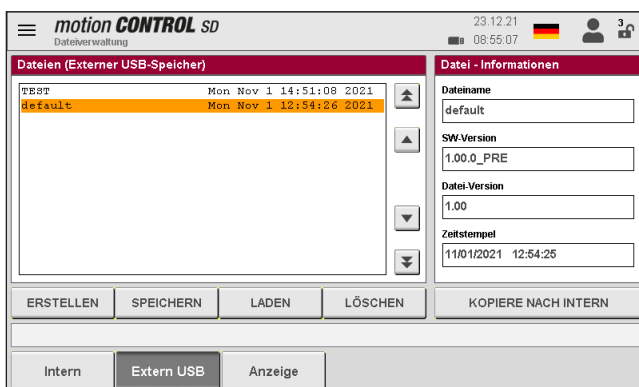 motion CONTROL SD
Dateiverwaltung
23.12.21
08:55:07
3
Dateien (Externer USB-Speicher)
TEST Mon Nov 1 14:51:08 2021
default Mon Nov 1 12:54:26 2021
Datei - Informationen
Dateiname
default
SW-Version
1.00.0_PRE
Datei-Version
1.00
Zeitstempel
11/01/2021 12:54:25
ERSTELLEN SPEICHERN LADEN LÖSCHEN KOPIERE NACH INTERN
Intern Extern USB Anzeige